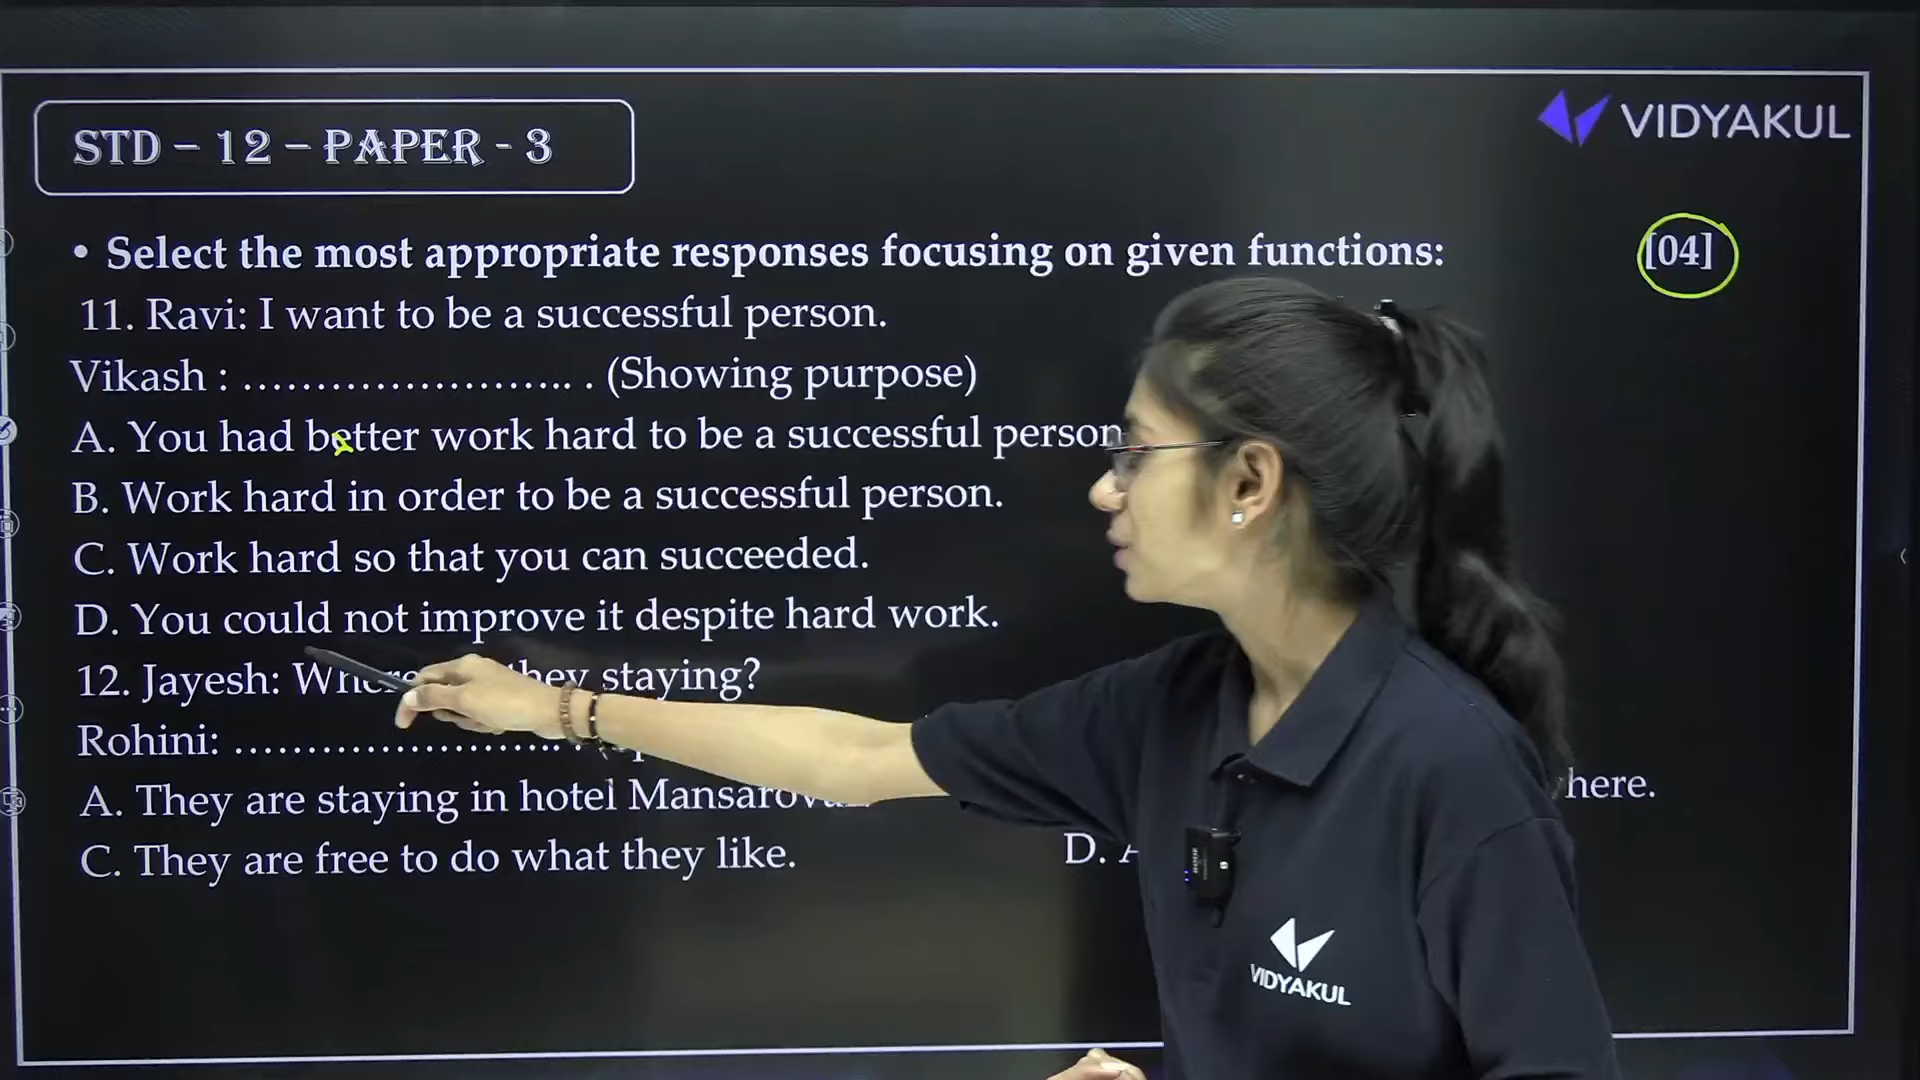 STD – 12 – PAPER - 3
VIDYAKUL
• Select the most appropriate responses focusing on given functions: [04]
11. Ravi: I want to be a successful person.
Vikash : ........................ . (Showing purpose)
A. You had better work hard to be a successful person
B. Work hard in order to be a successful person.
C. Work hard so that you can succeeded.
D. You could not improve it despite hard work.
12. Jayesh: Where they staying?
Rohini: ........................
A. They are staying in hotel here.
C. They are free to do what they like. D.
VIDYAKUL